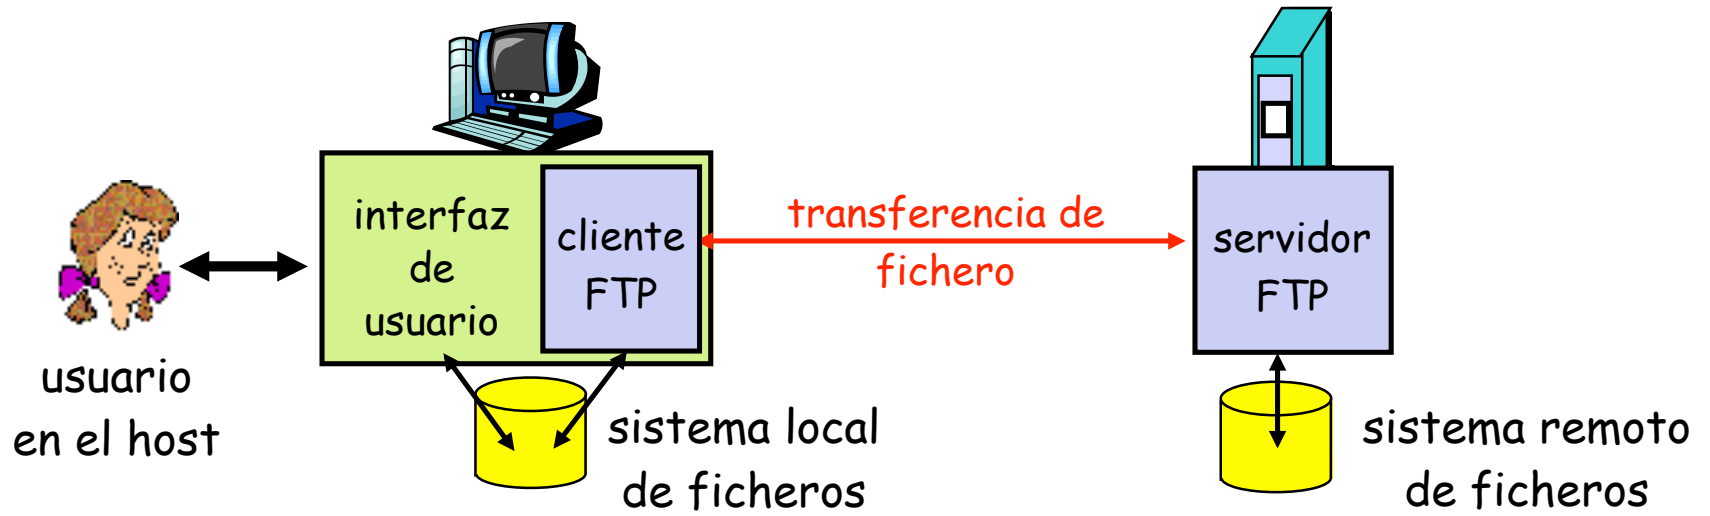 usuario
en el host
interfaz
de
usuario
cliente
FTP
sistema local
de ficheros
transferencia de
fichero
servidor
FTP
sistema remoto
de ficheros